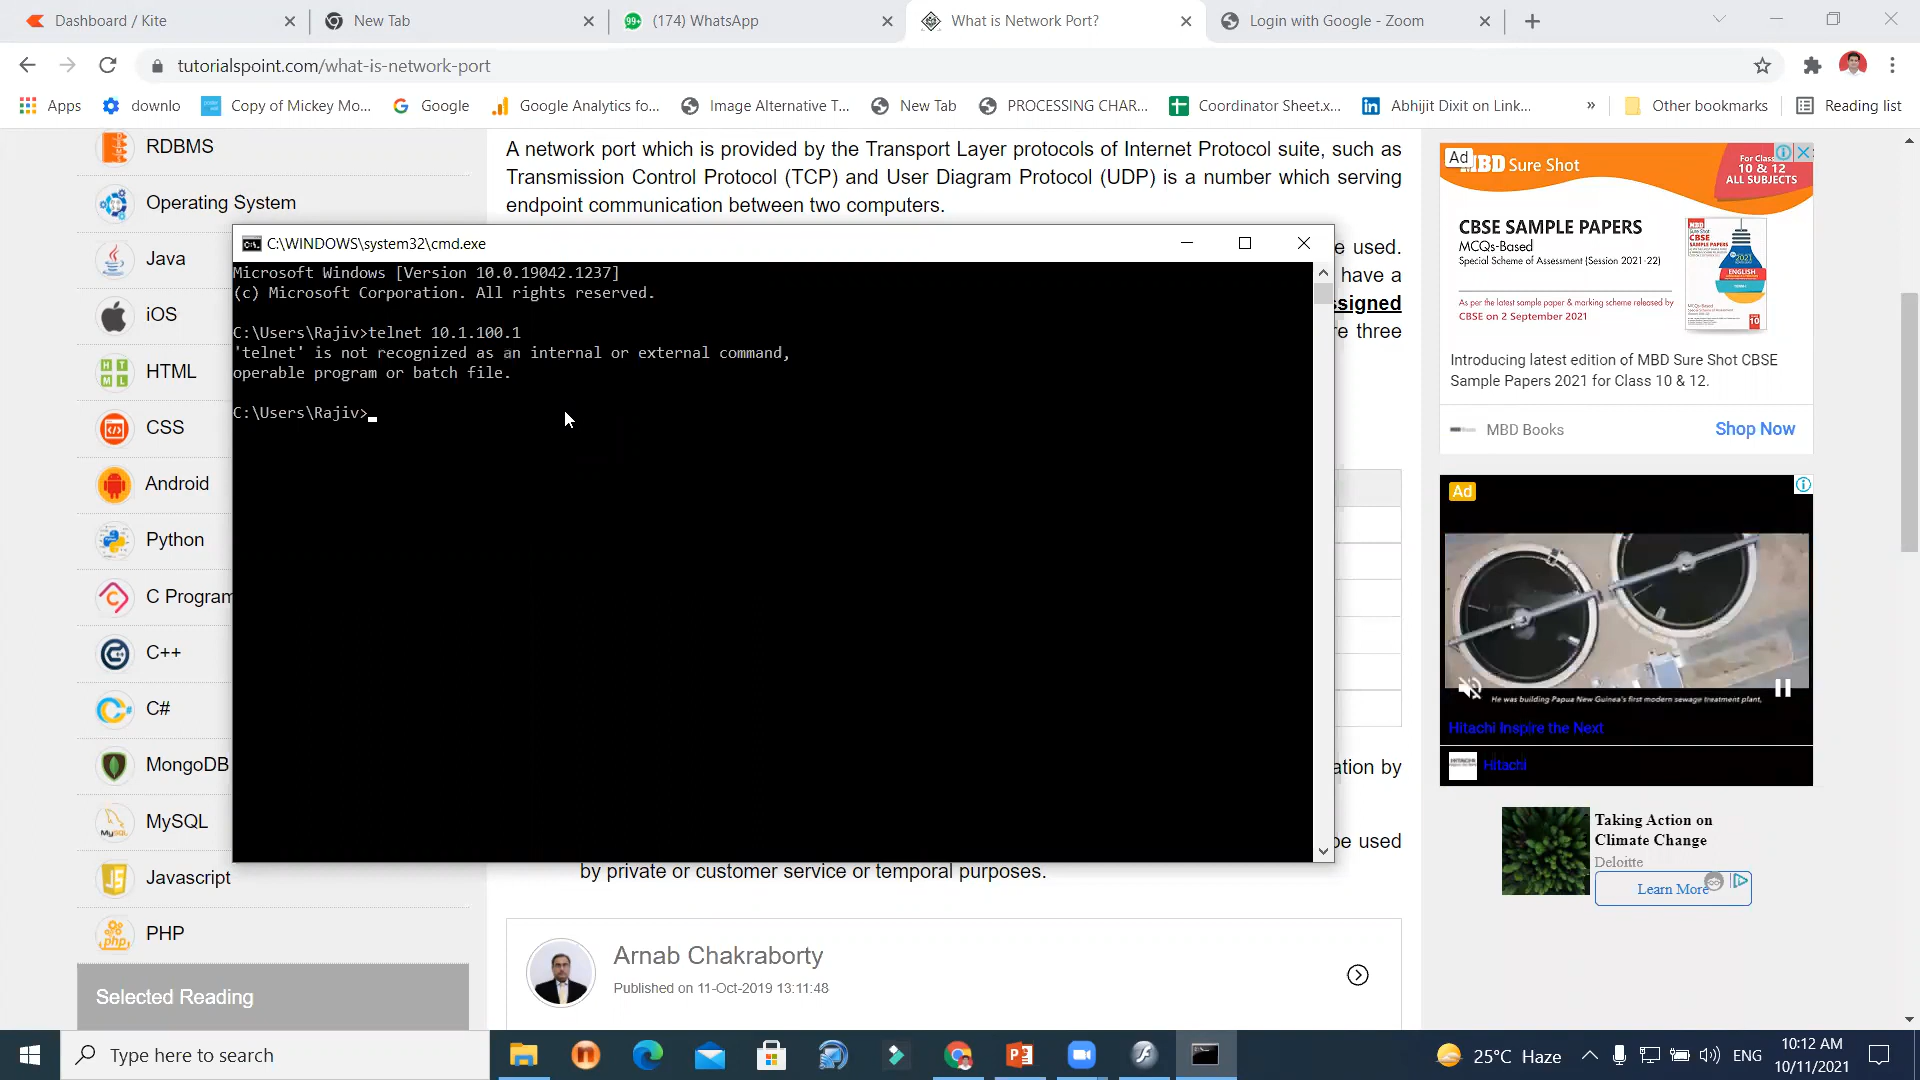 Dashboard / Kite
New Tab
99+
(174) WhatsApp
What is Network Port?
Login with Google - Zoom
tutorialspoint.com/what-is-network-port
Apps
downlo
Copy of Mickey Mo...
Google
Google Analytics fo...
Image Alternative T...
New Tab
PROCESSING CHAR...
Coordinator Sheet.x...
Abhijit Dixit on Link...
»
Other bookmarks
Reading list
RDBMS
Operating System
Java
iOS
HTML
CSS
Android
Python
C Program
C++
C#
MongoDB
MySQL
Javascript
PHP
Selected Reading
A network port which is provided by the Transport Layer protocols of Internet Protocol suite, such as
Transmission Control Protocol (TCP) and User Diagram Protocol (UDP) is a number which serving
endpoint communication between two computers.
e used.
have a
signed
e three
C:\WINDOWS\system32\cmd.exe
Microsoft Windows [Version 10.0.19042.1237]
(c) Microsoft Corporation. All rights reserved.
C:\Users\Rajiv>telnet 10.1.100.1
'telnet' is not recognized as an internal or external command,
operable program or batch file.
C:\Users\Rajiv>
ation by
be used
by private or customer service or temporal purposes.
Arnab Chakraborty
Published on 11-Oct-2019 13:11:48
Ad
MBD Sure Shot
For Class
10 & 12
ALL SUBJECTS
CBSE SAMPLE PAPERS
MCQs-Based
Special Scheme of Assessment (Session 2021-22)
As per the latest sample paper & marking scheme released by
CBSE on 2 September 2021
Introducing latest edition of MBD Sure Shot CBSE
Sample Papers 2021 for Class 10 & 12.
MBD Books
Shop Now
Ad
He was building Papua New Guinea's first modern sewage treatment plant,
Hitachi Inspire the Next
Hitachi
Taking Action on
Climate Change
Deloitte
Learn More
Type here to search
25°C Haze
ENG
10:12 AM
10/11/2021